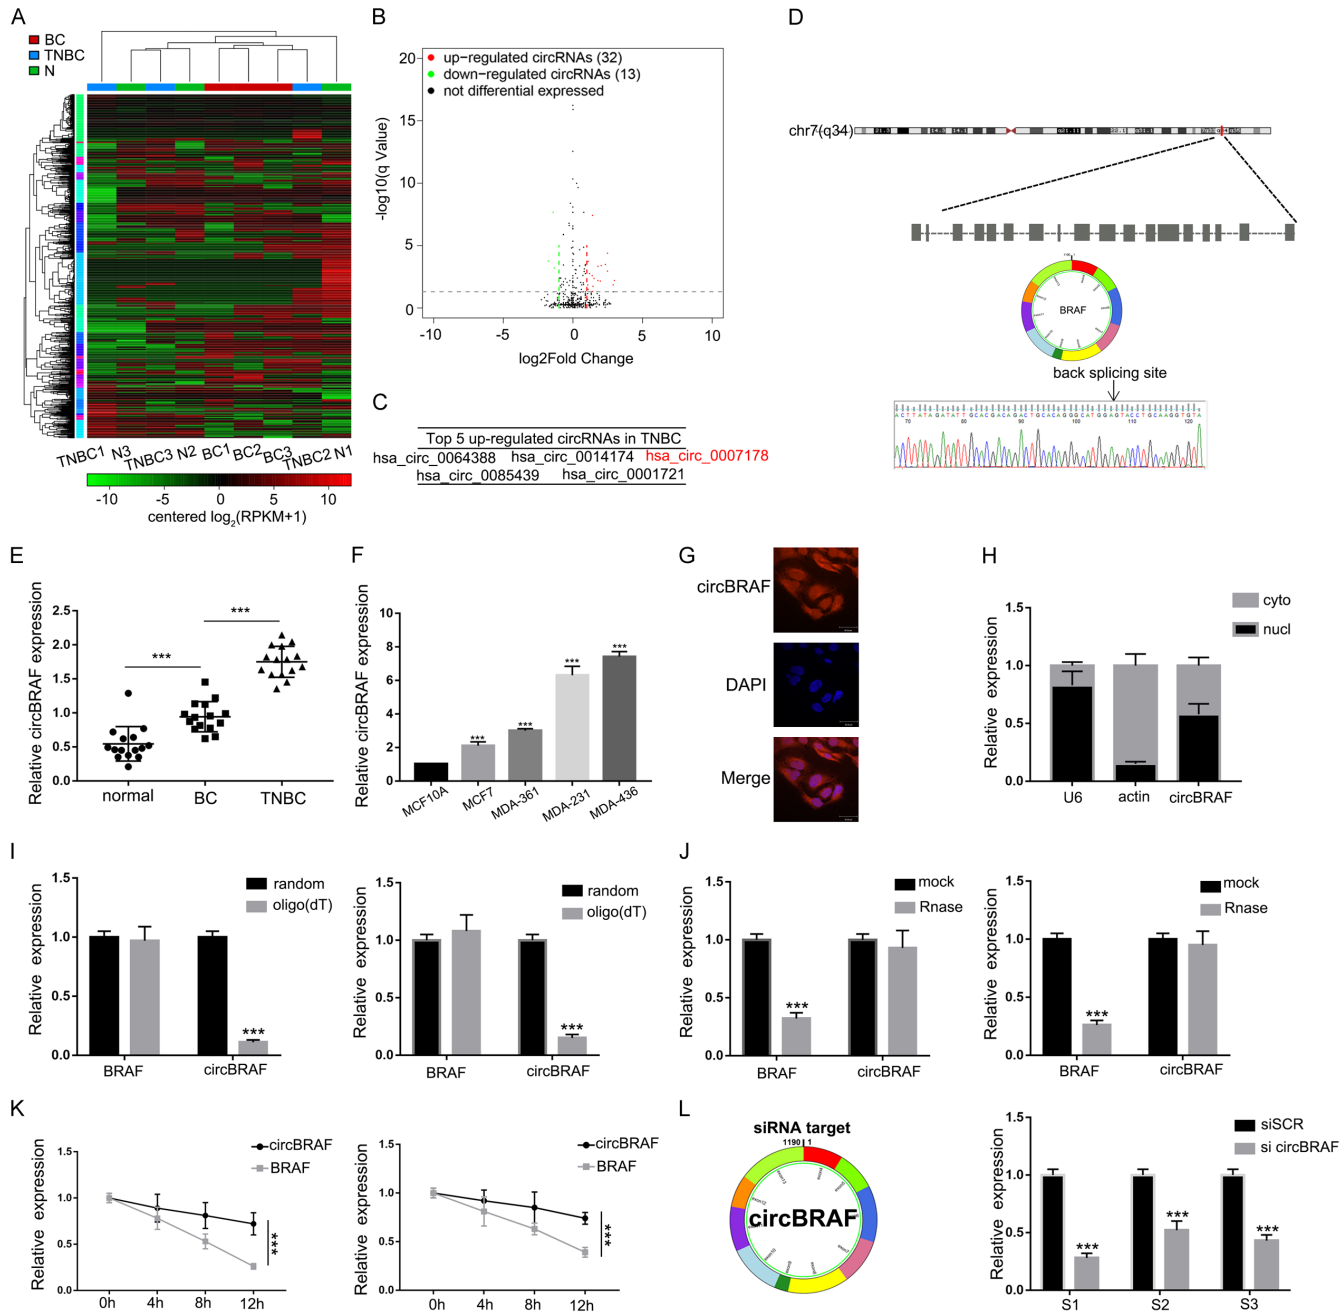 A
BC
TNBC
N
TNBC1 N3 TNBC3 N2 BC1 BC2 BC3 TNBC2 N1
-10 -5 0 5 10
centered log2(RPKM+1)
B
up−regulated circRNAs (32)
down−regulated circRNAs (13)
not differential expressed
-log10(q Value)
20
15
10
5
0
-10 -5 0 5 10
log2Fold Change
C
Top 5 up-regulated circRNAs in TNBC
hsa_circ_0064388 hsa_circ_0014174 hsa_circ_0007178
hsa_circ_0085439 hsa_circ_0001721
D
chr7(q34)
BRAF
back splicing site
ACTTATAGATATTGCACGACAGACTGCACAGGGCATGGAGTACCTGCAAGGTGTA
70 80 90 100 110 120
E
Relative circBRAF expression
2.5
2.0
1.5
1.0
0.5
0.0
***
***
normal BC TNBC
F
Relative circBRAF expression
10
8
6
4
2
0
*** *** *** ***
MCF10A MCF7 MDA-361 MDA-231 MDA-436
G
circBRAF
DAPI
Merge
H
Relative expression
1.5
1.0
0.5
0.0
cyto
nucl
U6 actin circBRAF
I
Relative expression
1.5
1.0
0.5
0.0
random
oligo(dT)
***
BRAF circBRAF
Relative expression
1.5
1.0
0.5
0.0
random
oligo(dT)
***
BRAF circBRAF
J
Relative expression
1.5
1.0
0.5
0.0
mock
Rnase
***
BRAF circBRAF
Relative expression
1.5
1.0
0.5
0.0
mock
Rnase
***
BRAF circBRAF
K
Relative expression
1.5
1.0
0.5
0.0
circBRAF
BRAF
***
0h 4h 8h 12h
Relative expression
1.5
1.0
0.5
0.0
circBRAF
BRAF
***
0h 4h 8h 12h
L
siRNA target
1190 1
circBRAF
Relative expression
1.5
1.0
0.5
0.0
siSCR
si circBRAF
*** *** ***
S1 S2 S3